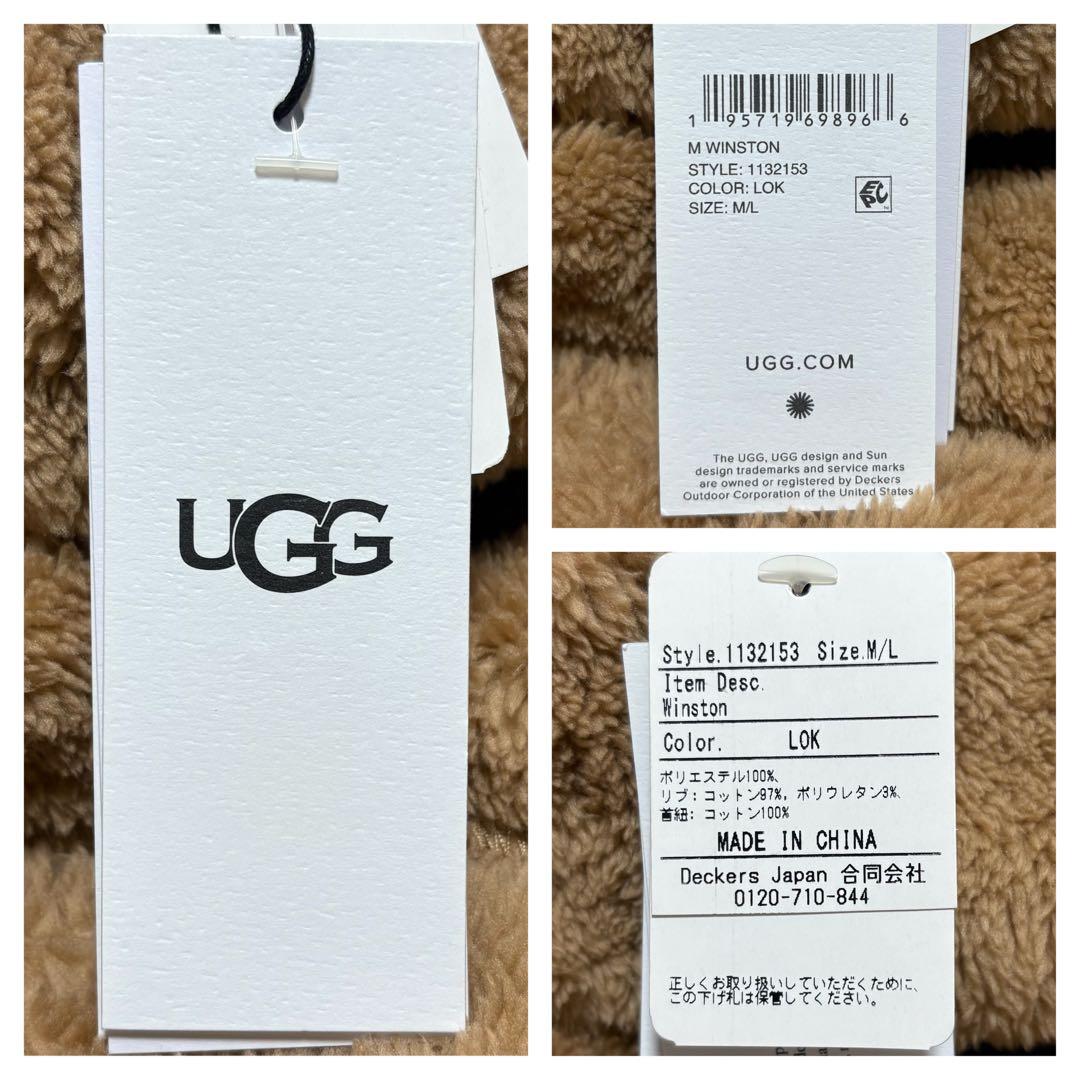 UGG
1 95719 69896 6
M WINSTON
STYLE: 1132153
COLOR: LOK
SIZE: M/L
EPC
UGG.COM
The UGG, UGG design and Sun
design trademarks and service marks
are owned or registered by Deckers
Outdoor Corporation of the United States
Style.1132153 Size.M/L
Item Desc.
Winston
Color. LOK
ポリエステル100%、
リブ：コットン97%，ポリウレタン3%、
首紐：コットン100%
MADE IN CHINA
Deckers Japan 合同会社
0120-710-844
正しくお取り扱いしていただくために、
この下げ札は保管してください。